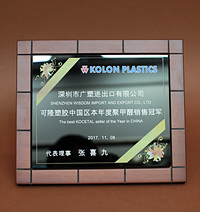 KOLON PLASTICS
深圳市广塑进出口有限公司
SHENZHEN WISDOM IMPORT AND EXPORT CO., LTD
可隆塑胶中国区本年度聚甲醛销售冠军
The best KOCETAL seller of the Year in CHINA
2017. 11. 08
代表理事 张喜九